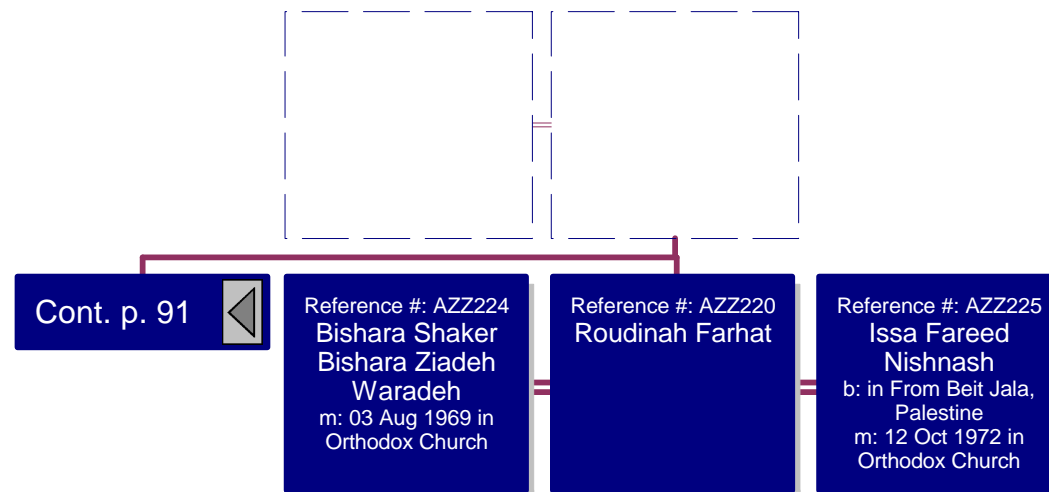 Cont. p. 91
Reference #: AZZ224
Bishara Shaker
Bishara Ziadeh
Waradeh
m: 03 Aug 1969 in
Orthodox Church
Reference #: AZZ220
Roudinah Farhat
Reference #: AZZ225
Issa Fareed
Nishnash
b: in From Beit Jala,
Palestine
m: 12 Oct 1972 in
Orthodox Church